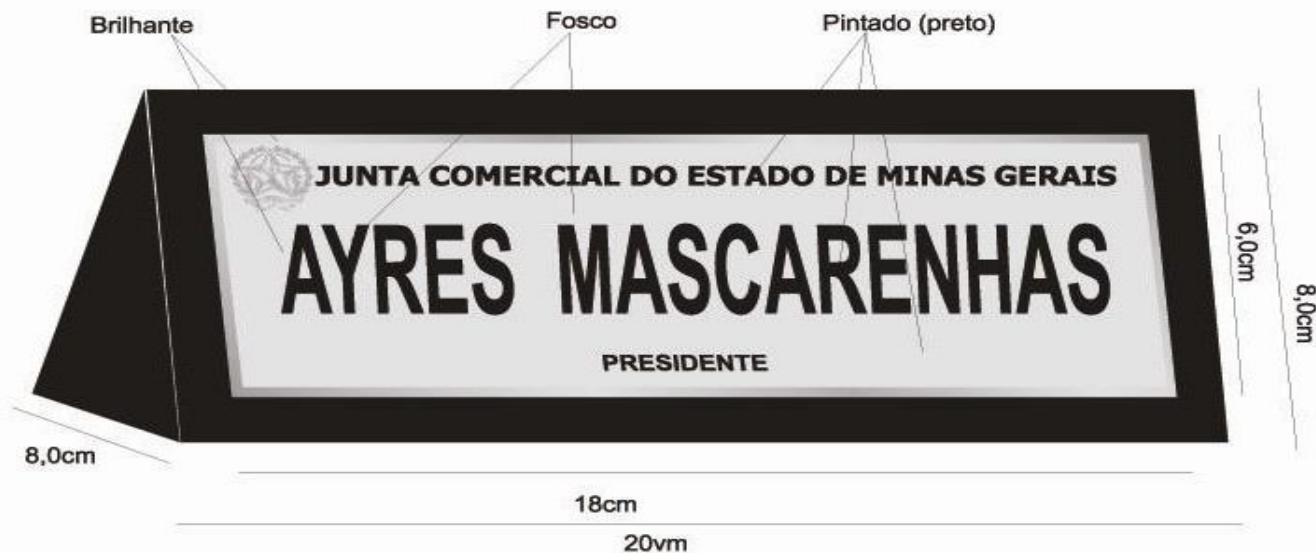 Brilhante Fosco Pintado (preto)
JUNTA COMERCIAL DO ESTADO DE MINAS GERAIS
AYRES MASCARENHAS
PRESIDENTE
6,0cm
8,0cm
8,0cm
18cm
20vm